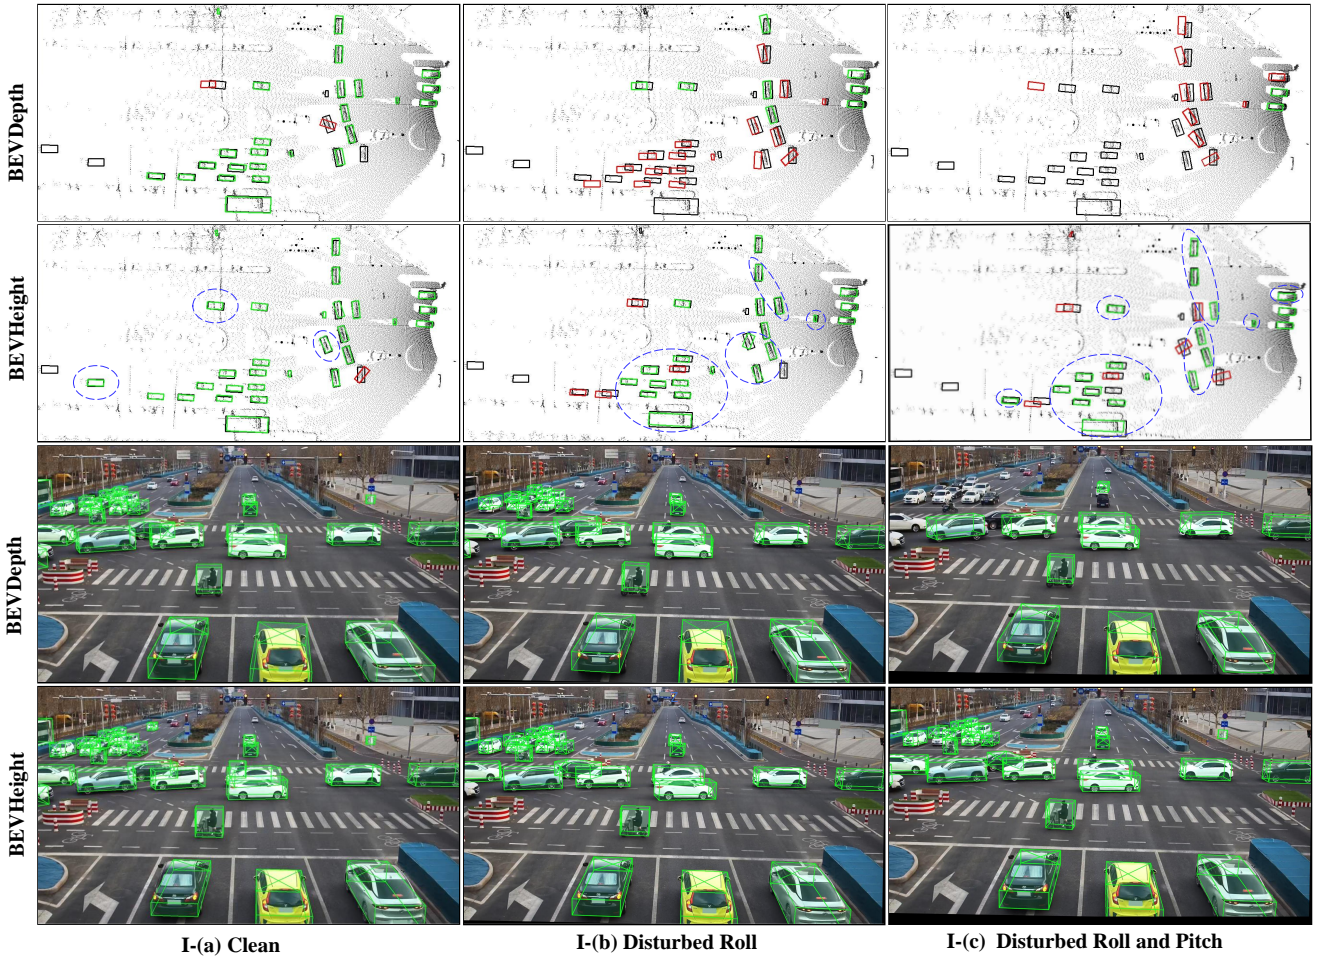 BEVDepth
BEVHeight
BEVDepth
BEVHeight
I-(a) Clean
I-(b) Disturbed Roll
I-(c) Disturbed Roll and Pitch